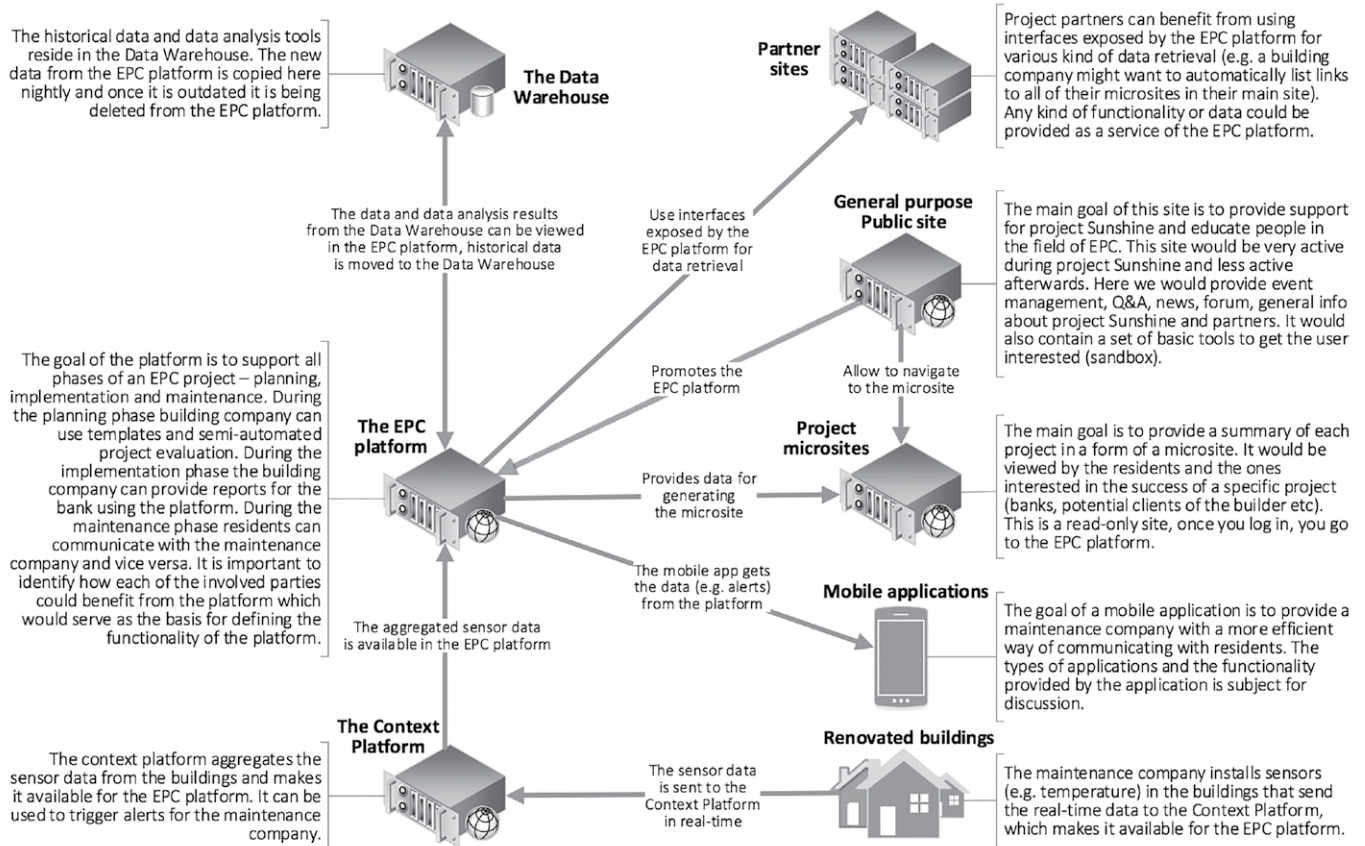 The historical data and data analysis tools
reside in the Data Warehouse. The new
data from the EPC platform is copied here
nightly and once it is outdated it is being
deleted from the EPC platform.
The Data
Warehouse
Partner
sites
Project partners can benefit from using
interfaces exposed by the EPC platform for
various kind of data retrieval (e.g. a building
company might want to automatically list links
to all of their microsites in their main site).
Any kind of functionality or data could be
provided as a service of the EPC platform.
The data and data analysis results
from the Data Warehouse can be viewed
in the EPC platform, historical data
is moved to the Data Warehouse
Use interfaces
exposed by the
EPC platform for
data retrieval
General purpose
Public site
The main goal of this site is to provide support
for project Sunshine and educate people in
the field of EPC. This site would be very active
during project Sunshine and less active
afterwards. Here we would provide event
management, Q&A, news, forum, general info
about project Sunshine and partners. It would
also contain a set of basic tools to get the user
interested (sandbox).
Promotes the
EPC platform
Allow to navigate
to the microsite
The goal of the platform is to support all
phases of an EPC project – planning,
implementation and maintenance. During
the planning phase building company can
use templates and semi-automated
project evaluation. During the
implementation phase the building
company can provide reports for the
bank using the platform. During the
maintenance phase residents can
communicate with the maintenance
company and vice versa. It is important to
identify how each of the involved parties
could benefit from the platform which
would serve as the basis for defining the
functionality of the platform.
The EPC
platform
Provides data for
generating
the microsite
Project
microsites
The main goal is to provide a summary of each
project in a form of a microsite. It would be
viewed by the residents and the ones
interested in the success of a specific project
(banks, potential clients of the builder etc).
This is a read-only site, once you log in, you go
to the EPC platform.
The mobile app gets
the data (e.g. alerts)
from the platform
Mobile applications
The goal of a mobile application is to provide a
maintenance company with a more efficient
way of communicating with residents. The
types of applications and the functionality
provided by the application is subject for
discussion.
The aggregated sensor data
is available in the EPC platform
The Context
Platform
The context platform aggregates the
sensor data from the buildings and makes
it available for the EPC platform. It can be
used to trigger alerts for the maintenance
company.
The sensor data
is sent to the
Context Platform
in real-time
Renovated buildings
The maintenance company installs sensors
(e.g. temperature) in the buildings that send
the real-time data to the Context Platform,
which makes it available for the EPC platform.